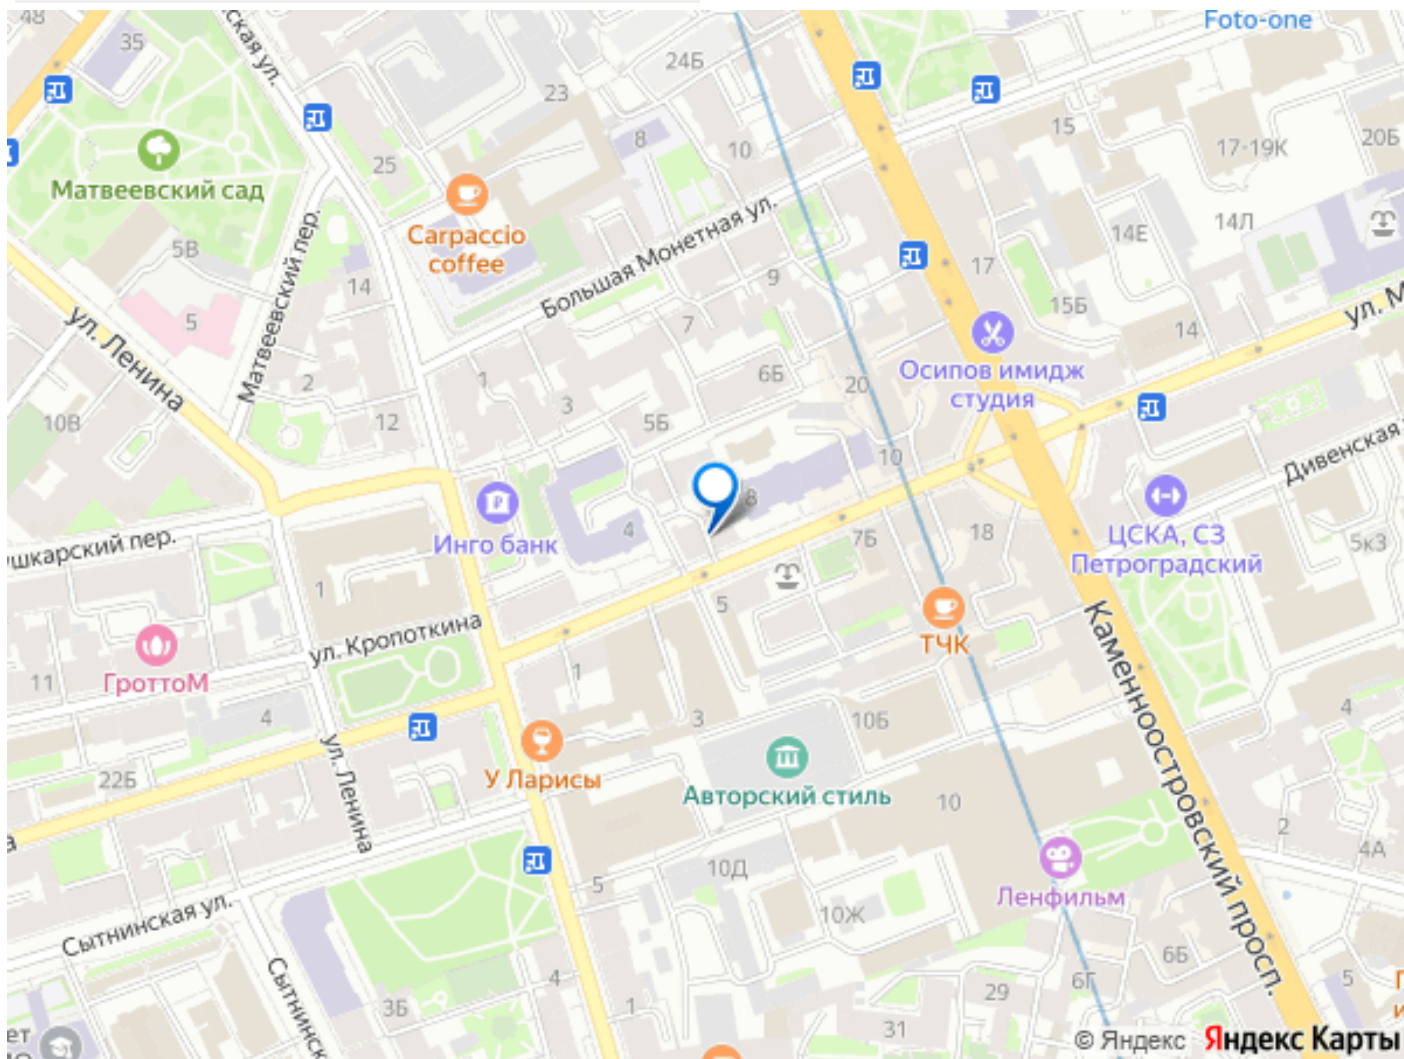 48
35
ская ул.
24Б
Foto-one
23
8
10
15
17-19К
20Б
25
Матвеевский сад
Carpaccio
coffee
Большая Монетная ул.
14Е
14Л
5В
Матвеевский пер.
14
9
17
15Б
14
5
7
ул. М
ул. Ленина
2
1
3
6Б
20
Осипов имидж
студия
10В
12
5Б
10
Дивенская
8
Инго банк
4
7Б
18
ЦСКА, СЗ
Петроградский
5к3
ушкарский пер.
1
5
ул. Кропоткина
ТЧК
Каменноостровский просп.
ГроттоМ
11
1
4
3
10Б
4
22Б
ул. Ленина
У Ларисы
Авторский стиль
10
2
4А
а
5
10Д
Ленфильм
Сытнинская ул.
10Ж
6Б
Сытнинск
4
6Г
5
3Б
1
29
31
П
и
ет
© Яндекс Яндекс Карты